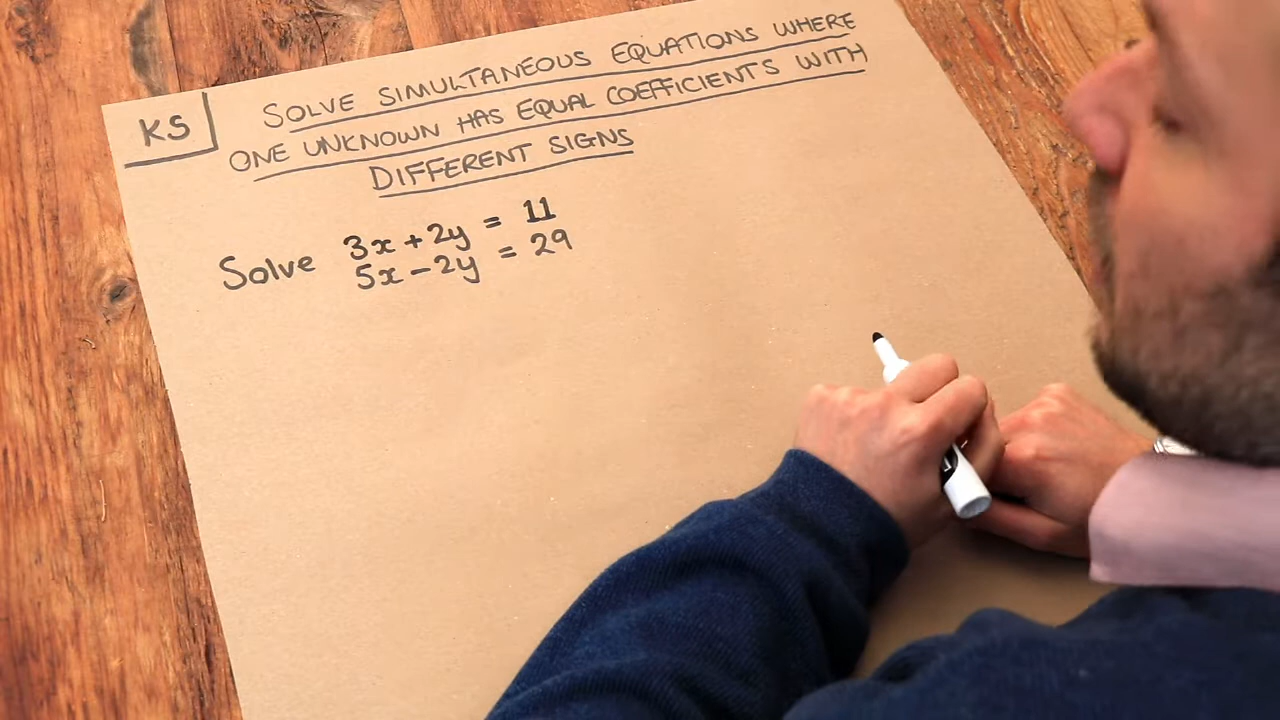 KS
SOLVE SIMULTANEOUS EQUATIONS WHERE
ONE UNKNOWN HAS EQUAL COEFFICIENTS WITH
DIFFERENT SIGNS
Solve 3x + 2y = 11
5x - 2y = 29